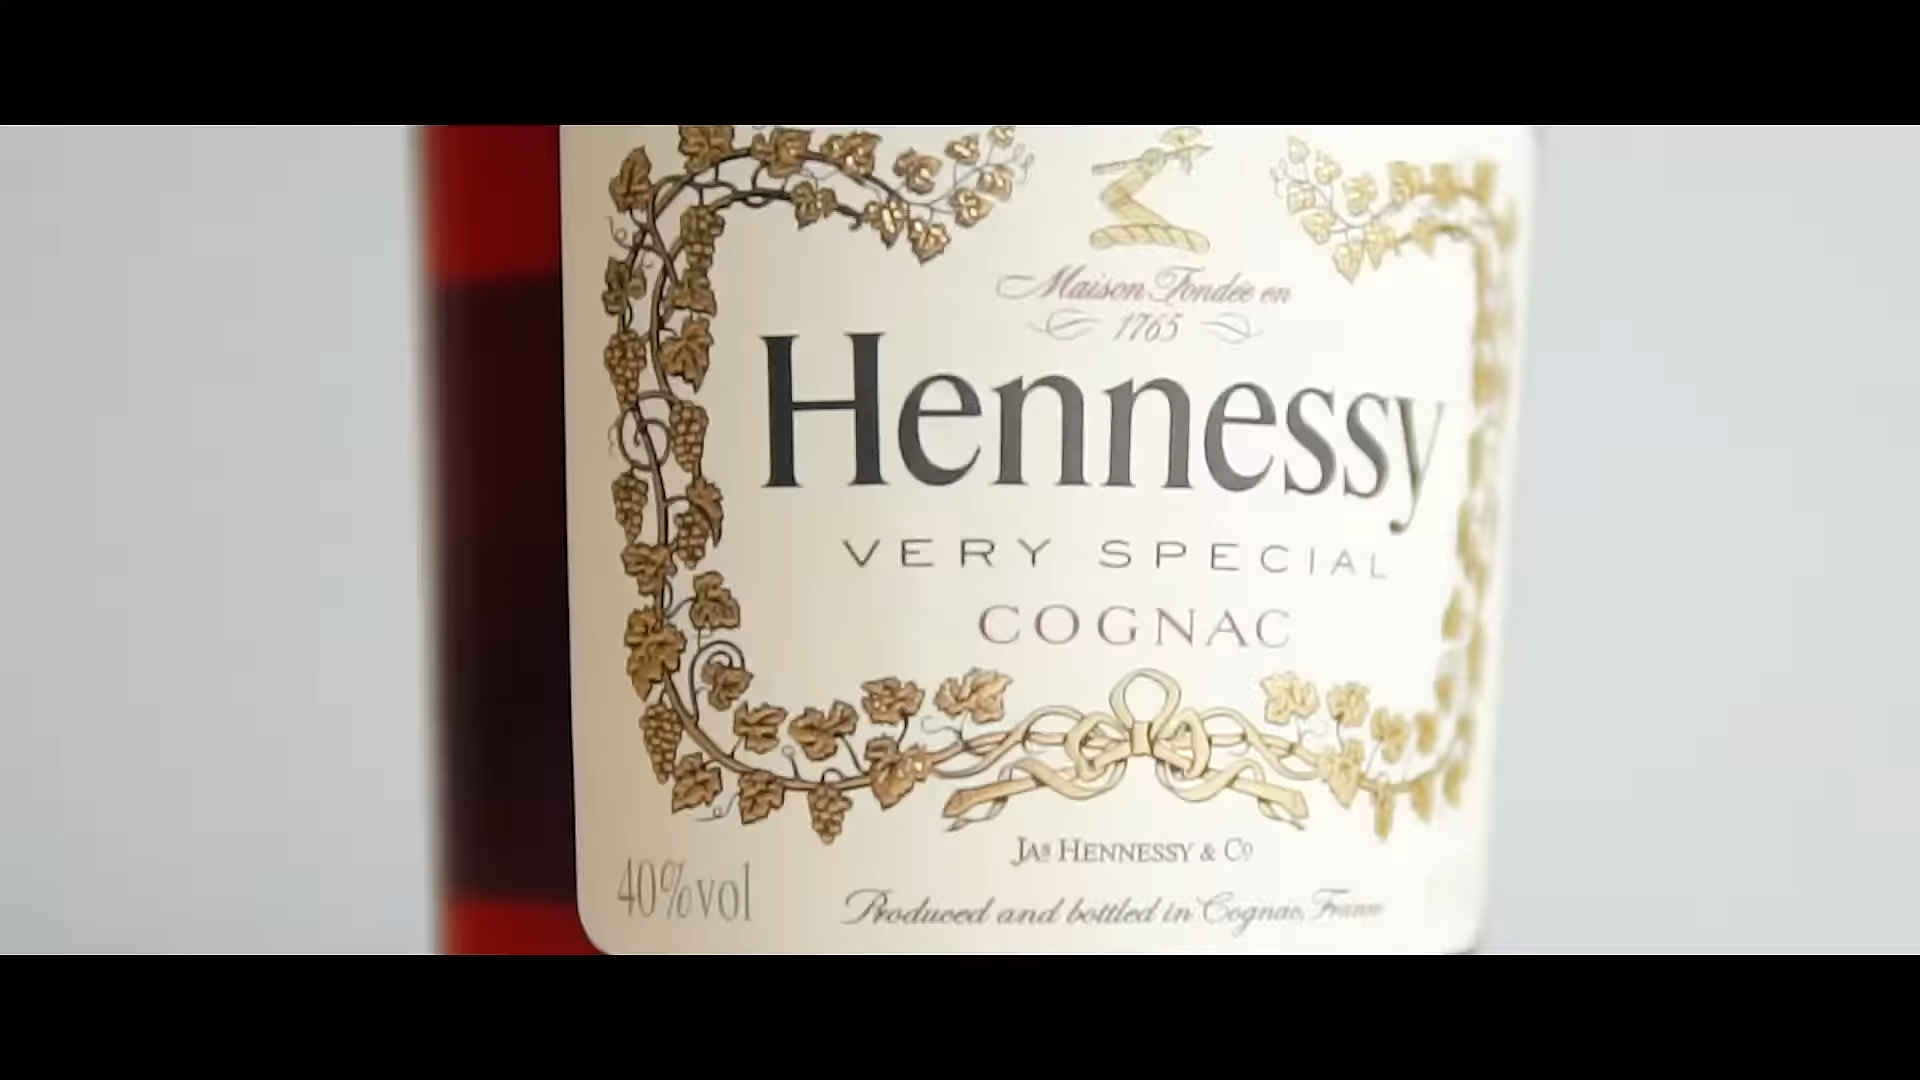 Maison Fondée en
1765
Hennessy
VERY SPECIAL
COGNAC
JAS HENNESSY & Co
40% vol
Produced and bottled in Cognac, France